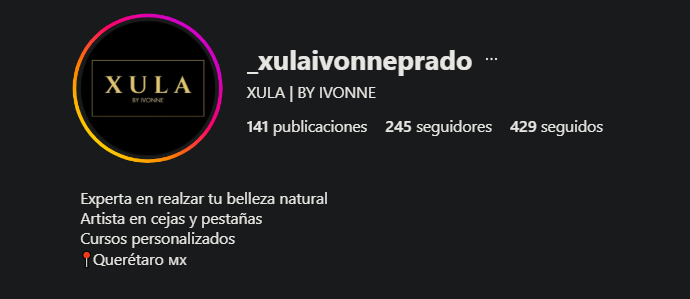 XULA
BY IVONNE
_xulaivonneprado ...
XULA | BY IVONNE
141 publicaciones 245 seguidores 429 seguidos
Experta en realzar tu belleza natural
Artista en cejas y pestañas
Cursos personalizados
📍Querétaro ᴍx